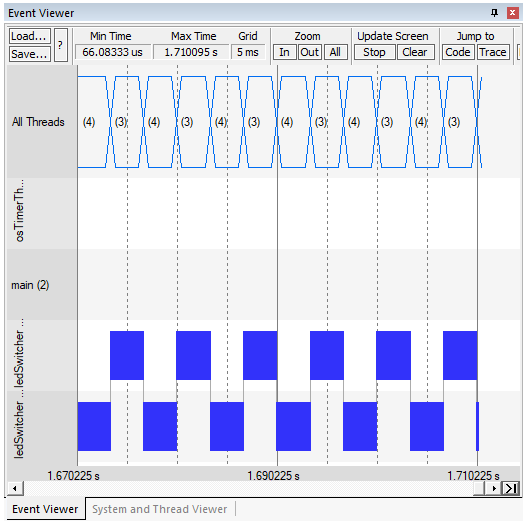 Event Viewer
Load... Min Time Max Time Grid Zoom Update Screen Jump to
Save... ? 66.08333 us 1.710095 s 5 ms In Out All Stop Clear Code Trace
All Threads (4) (3) (4) (3) (4) (3) (4) (3) (4) (3) (4) (3)
osTimerTh...
main (2)
ledSwitcher ...
ledSwitcher ...
1.670225 s 1.690225 s 1.710225 s
Event Viewer System and Thread Viewer